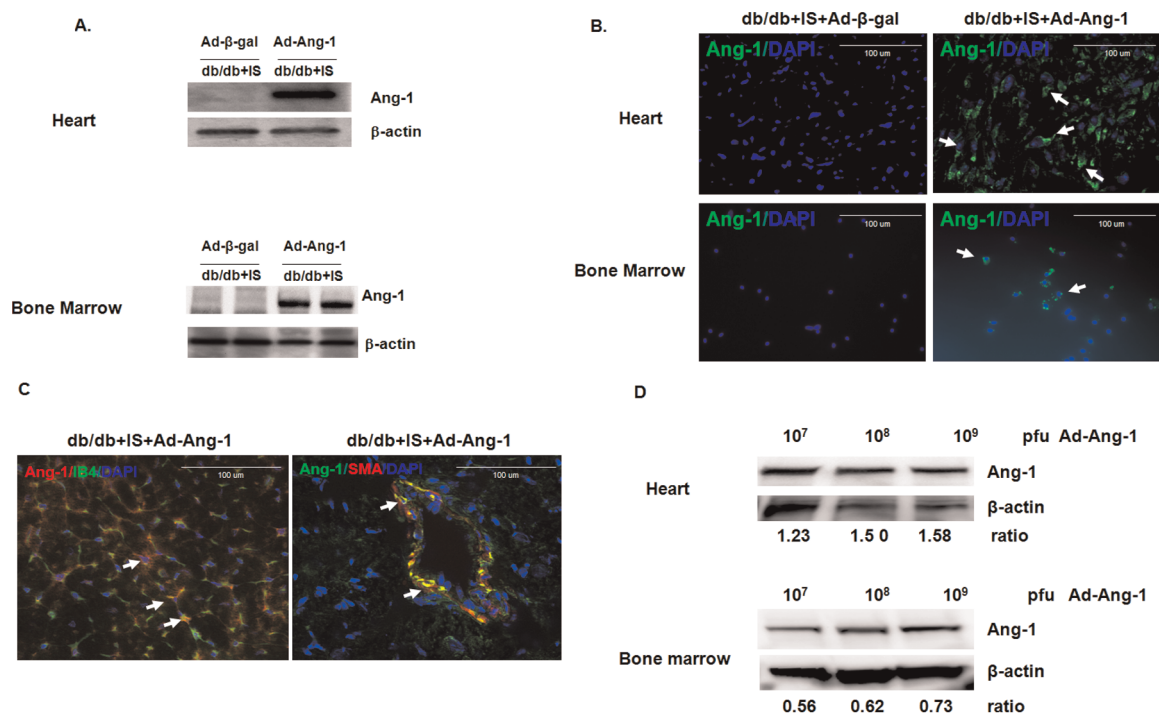 A.
Ad-β-gal Ad-Ang-1
db/db+IS db/db+IS
Heart
Ang-1
β-actin
Ad-β-gal Ad-Ang-1
db/db+IS db/db+IS
Bone Marrow
Ang-1
β-actin
B.
db/db+IS+Ad-β-gal db/db+IS+Ad-Ang-1
Heart
Ang-1/DAPI 100 um
Ang-1/DAPI 100 um
Bone Marrow
Ang-1/DAPI 100 um
Ang-1/DAPI 100 um
C
db/db+IS+Ad-Ang-1 db/db+IS+Ad-Ang-1
Ang-1/IB4/DAPI 100 um
Ang-1/SMA/DAPI 100 um
D
10⁷ 10⁸ 10⁹ pfu Ad-Ang-1
Heart
Ang-1
β-actin
1.23 1.5 0 1.58 ratio
10⁷ 10⁸ 10⁹ pfu Ad-Ang-1
Ang-1
Bone marrow
β-actin
0.56 0.62 0.73 ratio